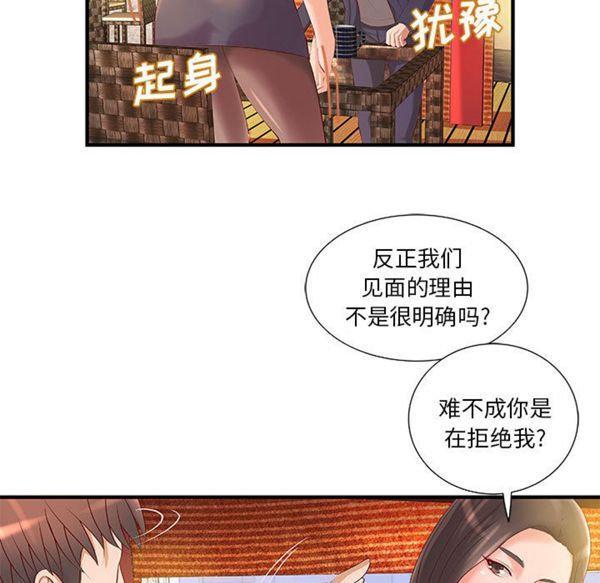 犹豫
起身
反正我们
见面的理由
不是很明确吗?
难不成你是
在拒绝我?